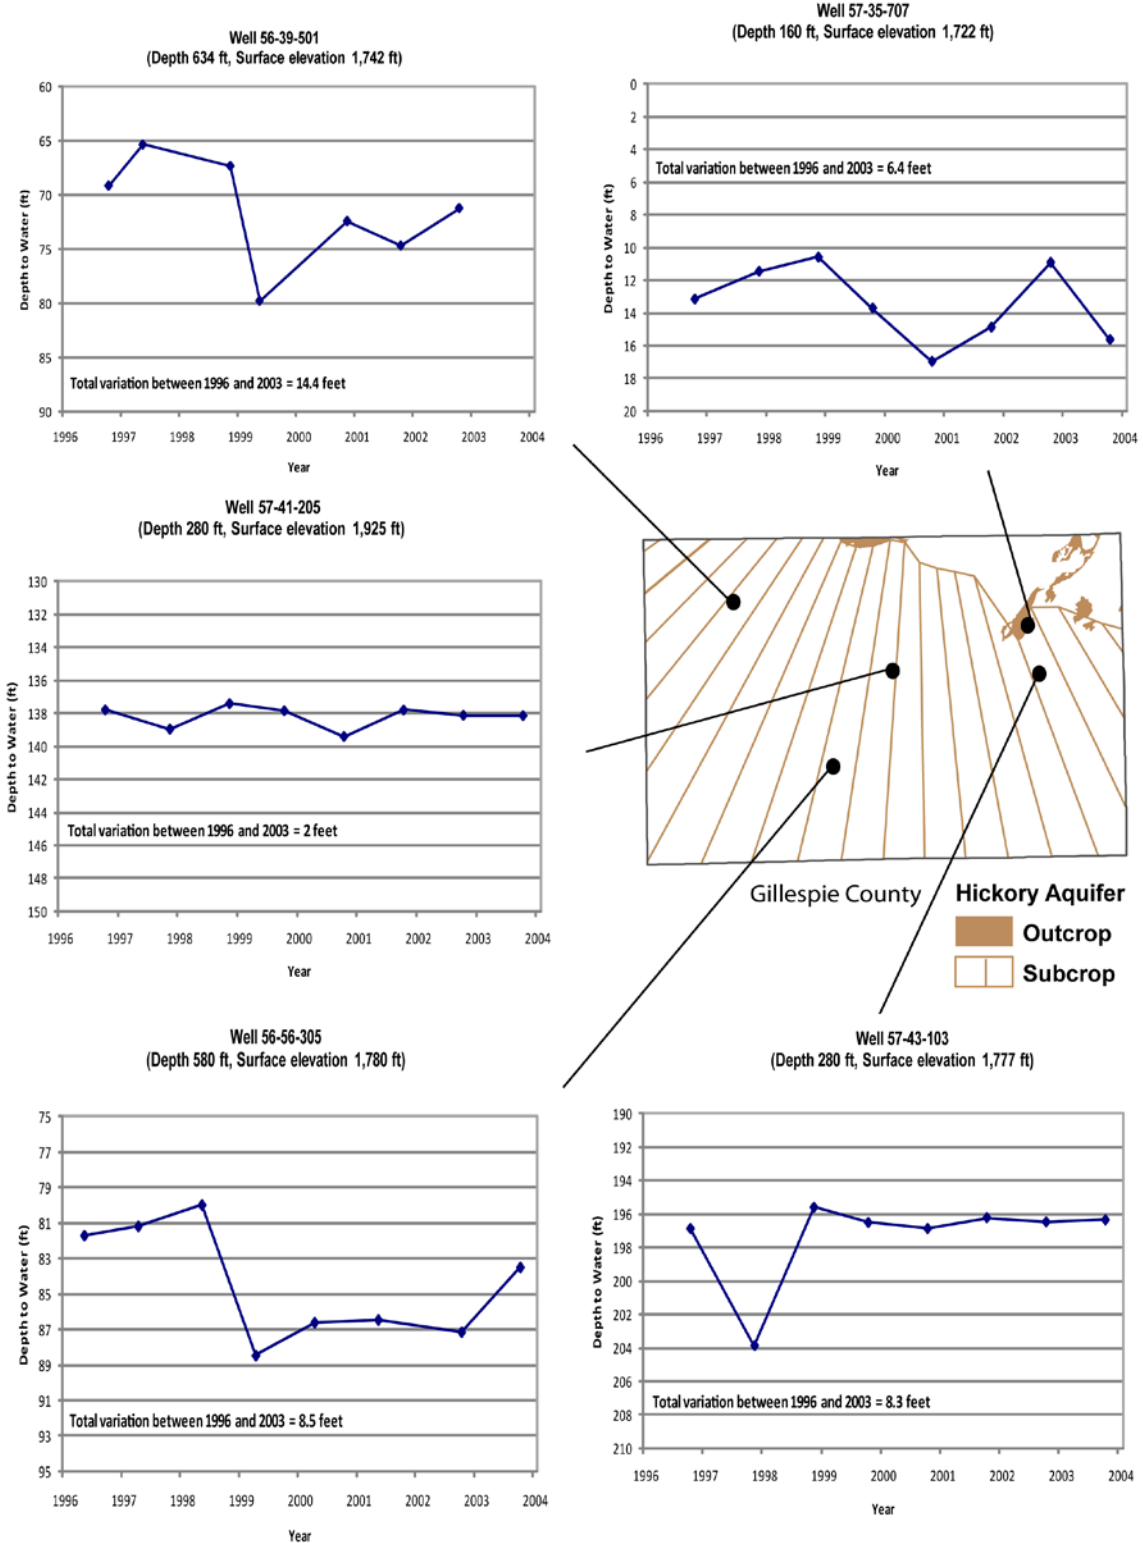 Well 56-39-501
(Depth 634 ft, Surface elevation 1,742 ft)
60
65
70
75
80
85
90
Depth to Water (ft)
Total variation between 1996 and 2003 = 14.4 feet
1996 1997 1998 1999 2000 2001 2002 2003 2004
Year
Well 57-35-707
(Depth 160 ft, Surface elevation 1,722 ft)
0
2
4
6
8
10
12
14
16
18
20
Depth to Water (ft)
Total variation between 1996 and 2003 = 6.4 feet
1996 1997 1998 1999 2000 2001 2002 2003 2004
Year
Well 57-41-205
(Depth 280 ft, Surface elevation 1,925 ft)
130
132
134
136
138
140
142
144
146
148
150
Depth to Water (ft)
Total variation between 1996 and 2003 = 2 feet
1996 1997 1998 1999 2000 2001 2002 2003 2004
Year
Gillespie County
Hickory Aquifer
Outcrop
Subcrop
Well 56-56-305
(Depth 580 ft, Surface elevation 1,780 ft)
75
77
79
81
83
85
87
89
91
93
95
Depth to Water (ft)
Total variation between 1996 and 2003 = 8.5 feet
1996 1997 1998 1999 2000 2001 2002 2003 2004
Year
Well 57-43-103
(Depth 280 ft, Surface elevation 1,777 ft)
190
192
194
196
198
200
202
204
206
208
210
Depth to Water (ft)
Total variation between 1996 and 2003 = 8.3 feet
1996 1997 1998 1999 2000 2001 2002 2003 2004
Year